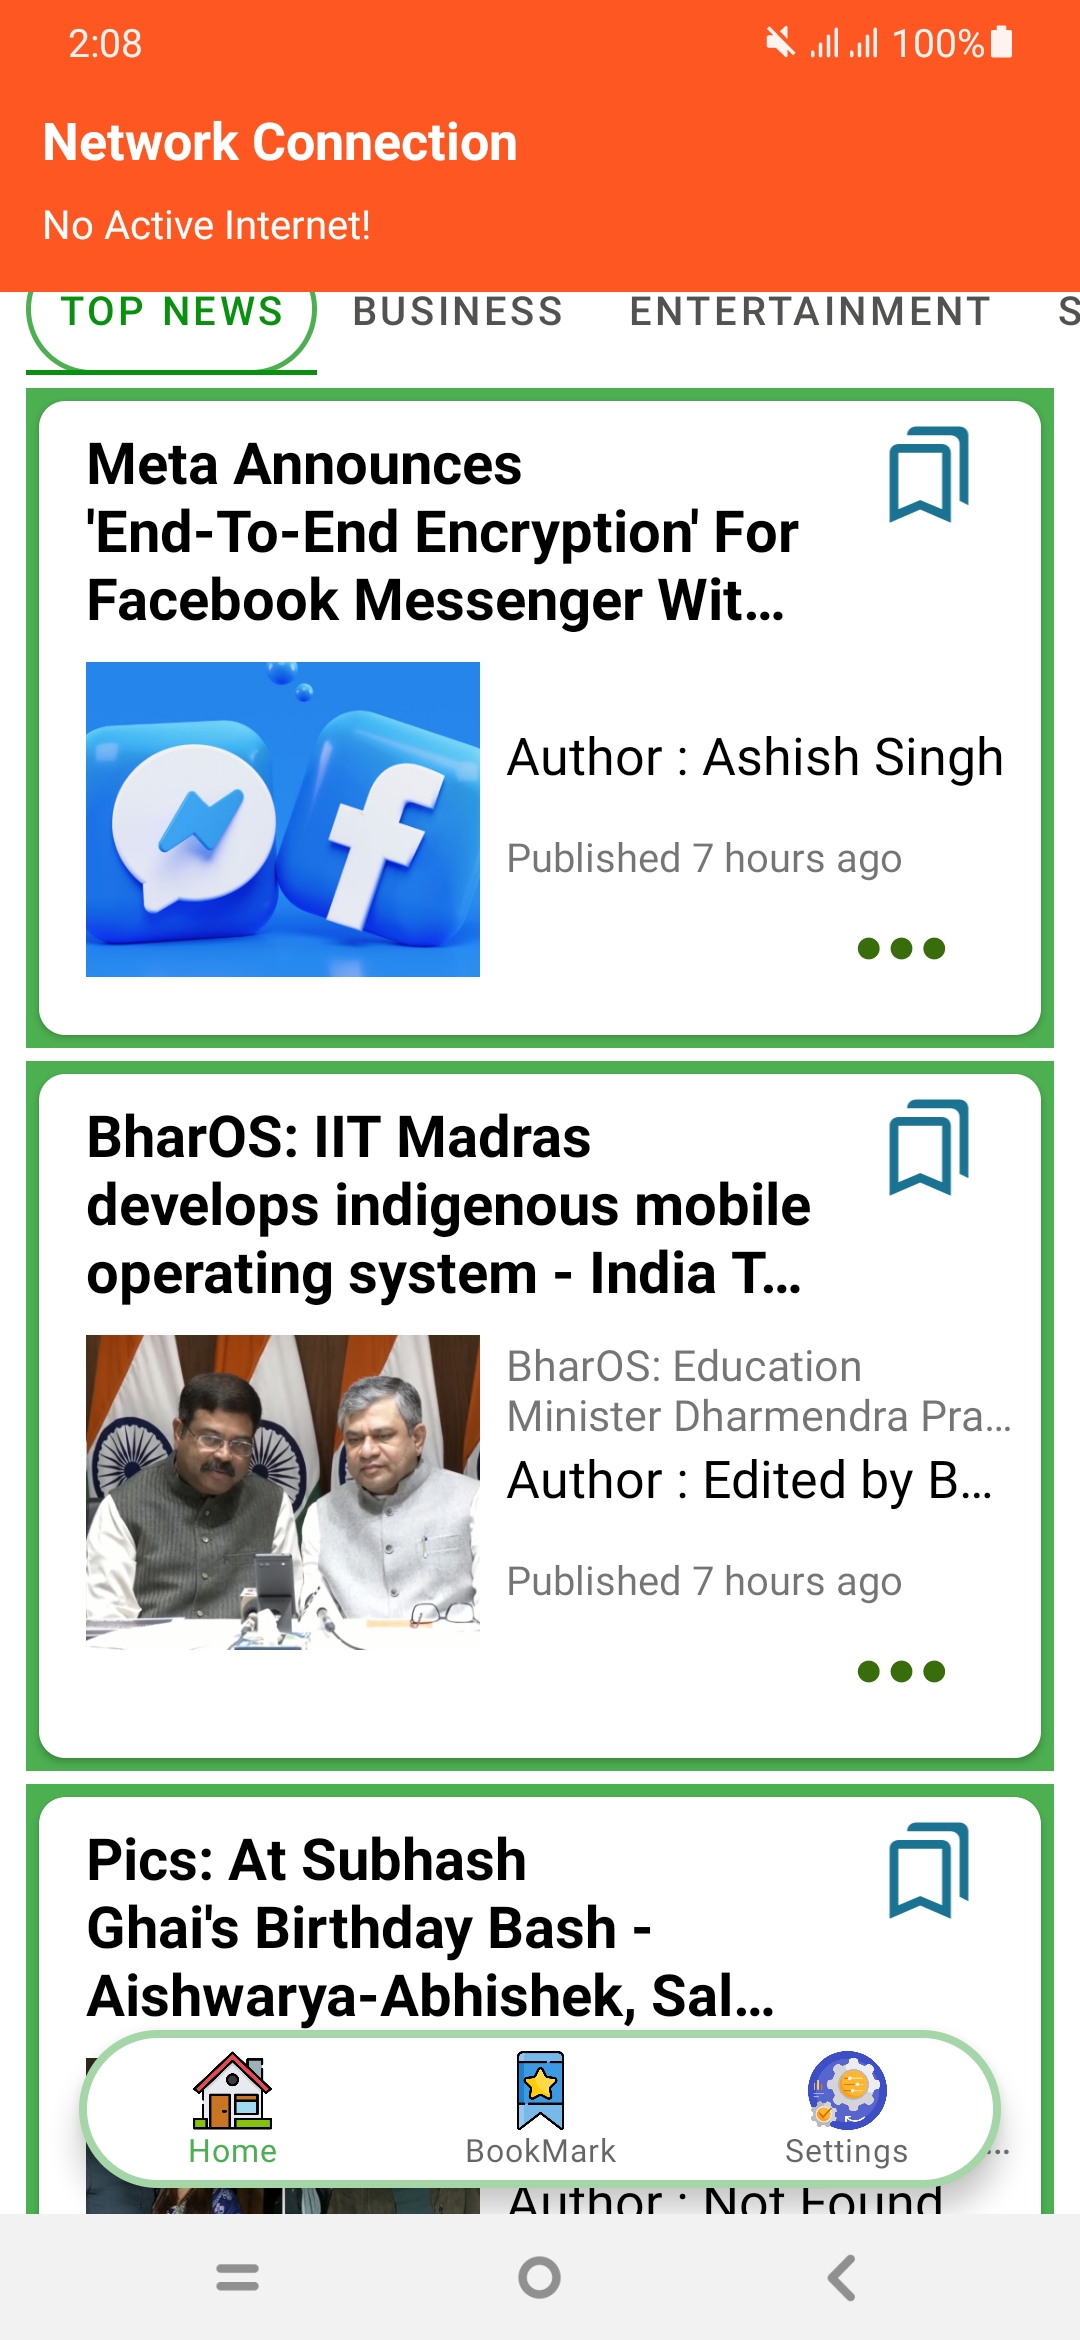 2:08
100%
Network Connection
No Active Internet!
TOP NEWS
BUSINESS
ENTERTAINMENT
S
Meta Announces
'End-To-End Encryption' For
Facebook Messenger Wit...
Author : Ashish Singh
Published 7 hours ago
BharOS: IIT Madras
develops indigenous mobile
operating system - India T...
BharOS: Education
Minister Dharmendra Pra...
Author : Edited by B...
Published 7 hours ago
Pics: At Subhash
Ghai's Birthday Bash -
Aishwarya-Abhishek, Sal...
Home
BookMark
Settings
...
Author : Not Found